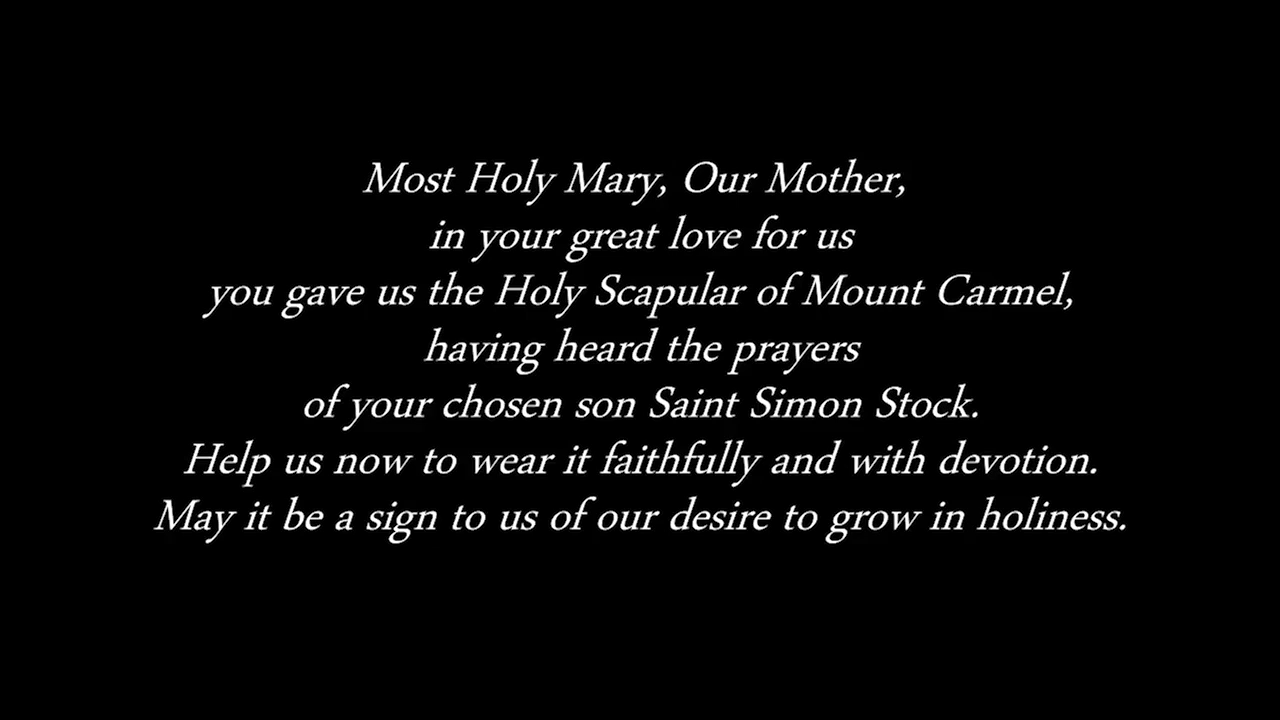 Most Holy Mary, Our Mother,
in your great love for us
you gave us the Holy Scapular of Mount Carmel,
having heard the prayers
of your chosen son Saint Simon Stock.
Help us now to wear it faithfully and with devotion.
May it be a sign to us of our desire to grow in holiness.